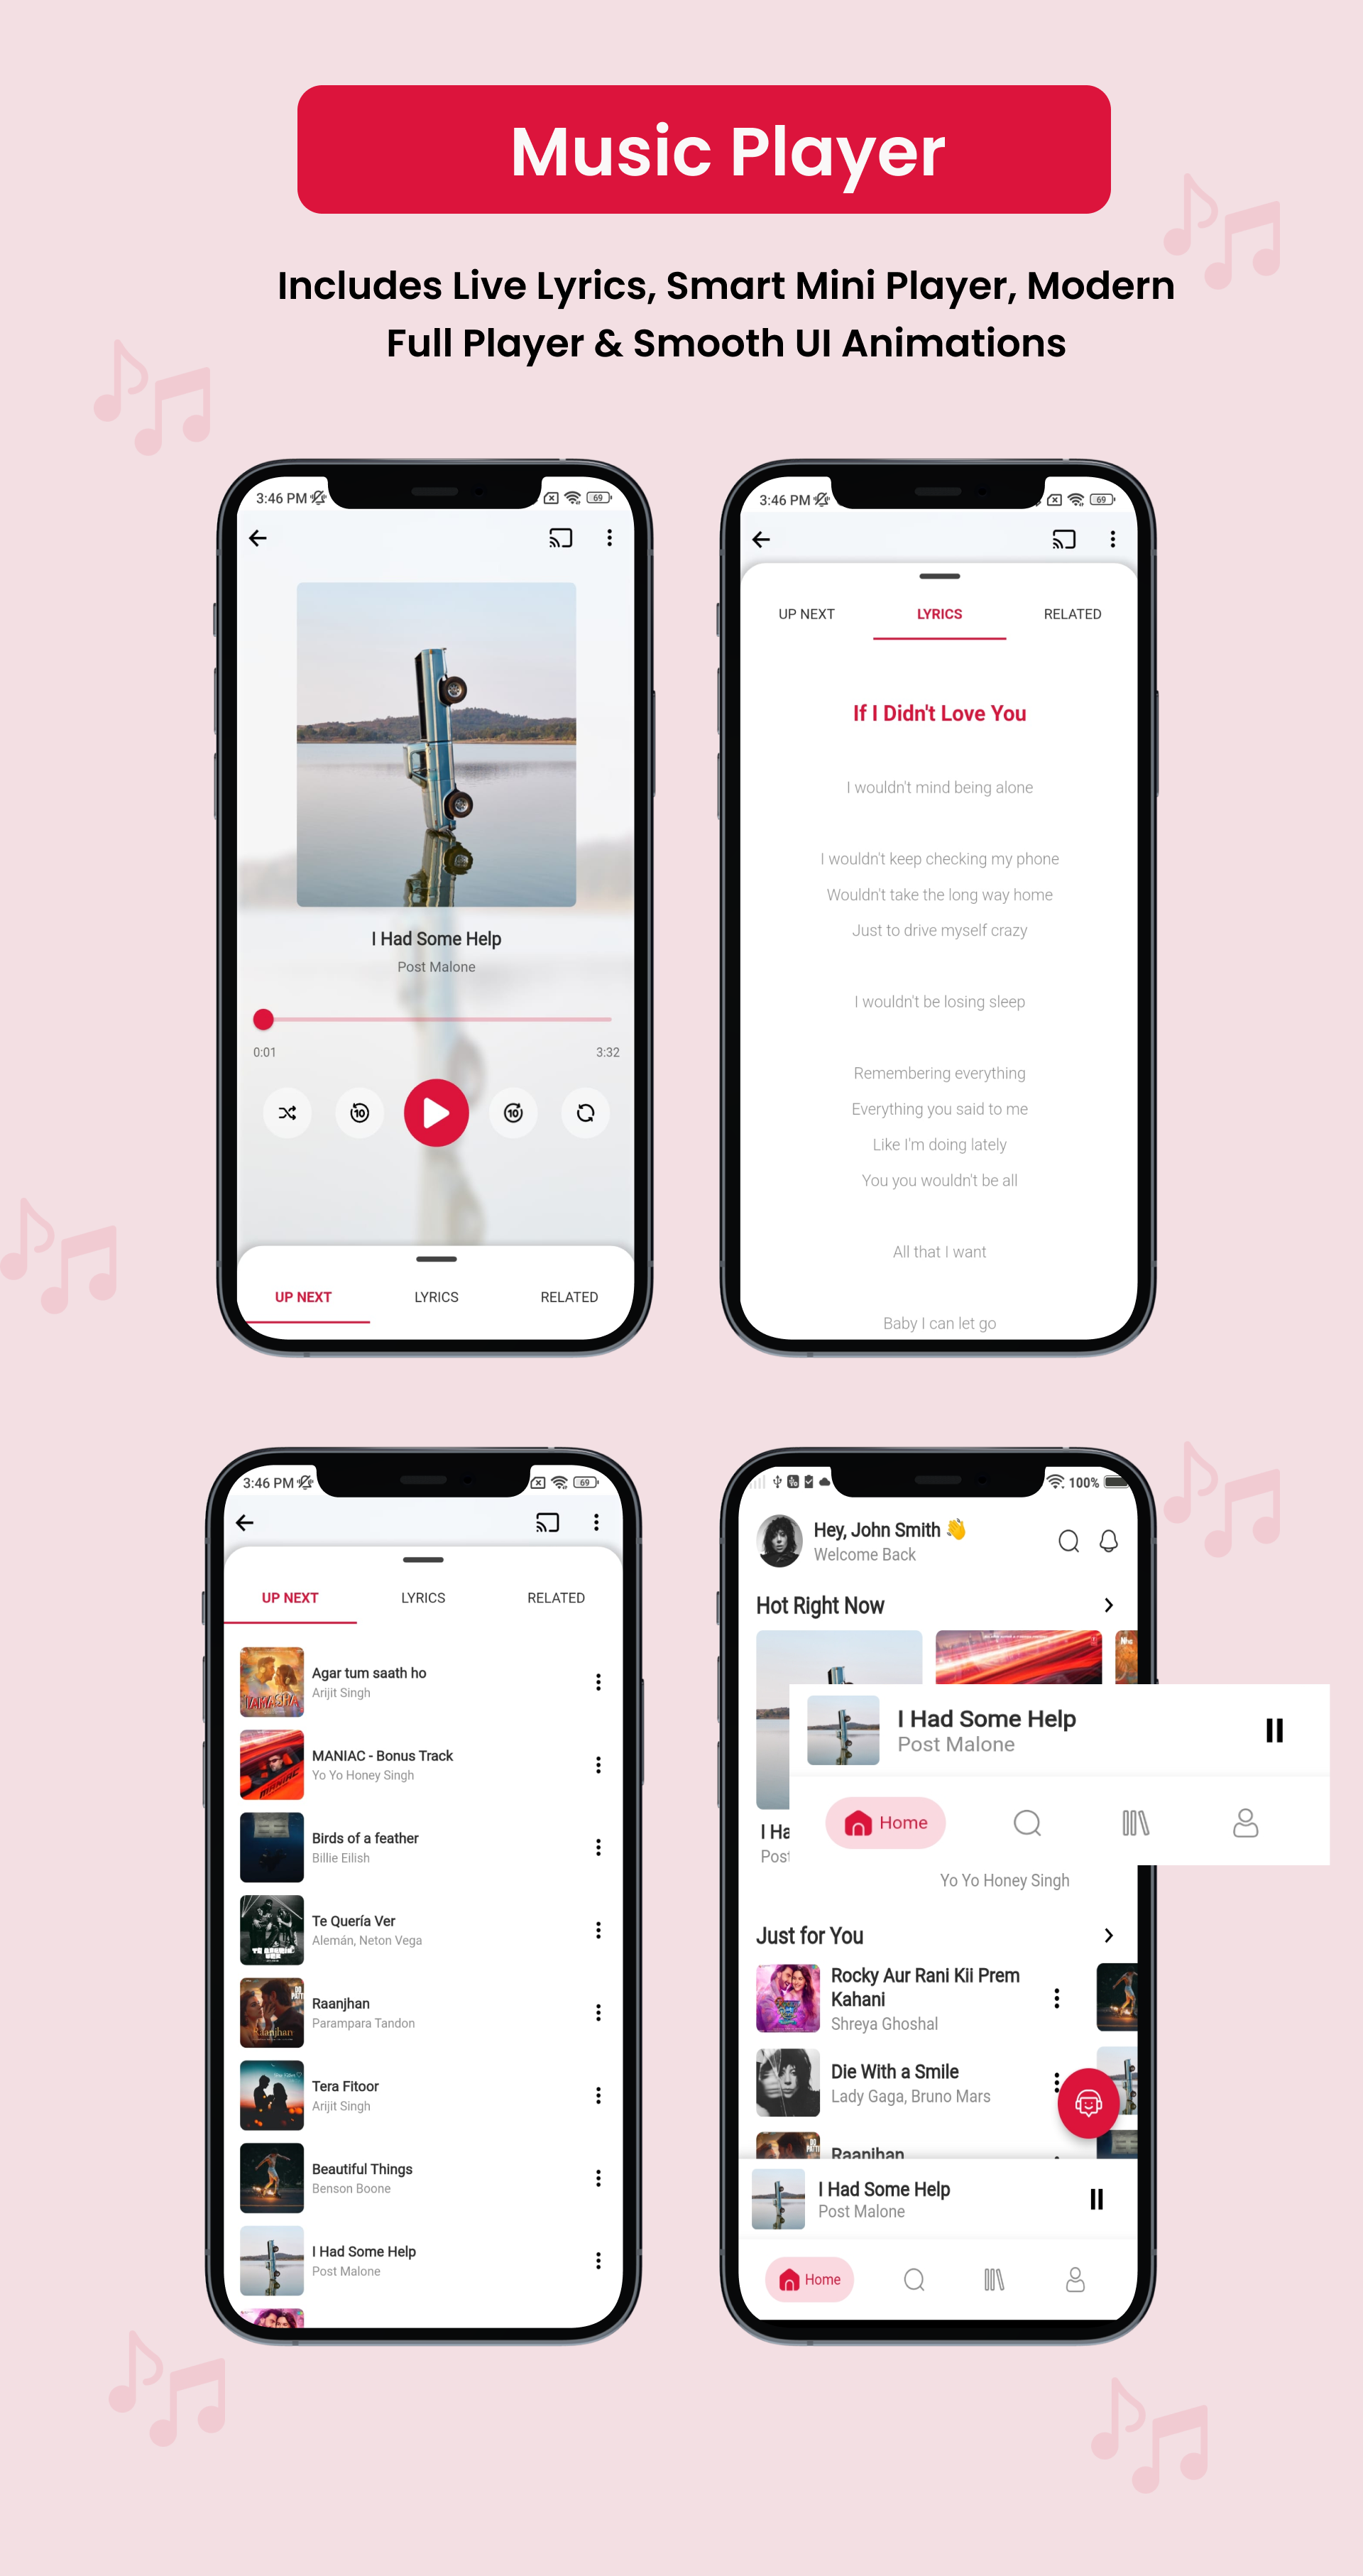 Music Player
Includes Live Lyrics, Smart Mini Player, Modern
Full Player & Smooth UI Animations
3:46 PM
69
I Had Some Help
Post Malone
0:01
3:32
10
10
UP NEXT
LYRICS
RELATED
3:46 PM
69
UP NEXT
LYRICS
RELATED
If I Didn't Love You
I wouldn't mind being alone
I wouldn't keep checking my phone
Wouldn't take the long way home
Just to drive myself crazy
I wouldn't be losing sleep
Remembering everything
Everything you said to me
Like I'm doing lately
You you wouldn't be all
All that I want
Baby I can let go
3:46 PM
69
UP NEXT
LYRICS
RELATED
Agar tum saath ho
Arijit Singh
TAMASHA
MANIAC - Bonus Track
Yo Yo Honey Singh
MANIAC
Birds of a feather
Billie Eilish
Te Quería Ver
Alemán, Neton Vega
Raanjhan
Parampara Tandon
Raanjhan
Tera Fitoor
Arijit Singh
Beautiful Things
Benson Boone
I Had Some Help
Post Malone
100%
Hey, John Smith 👋
Welcome Back
Hot Right Now
I Had Some Help
Post Malone
Home
I Ha
Post
Yo Yo Honey Singh
Just for You
Rocky Aur Rani Kii Prem
Kahani
Shreya Ghoshal
Die With a Smile
Lady Gaga, Bruno Mars
Raanjhan
I Had Some Help
Post Malone
Home